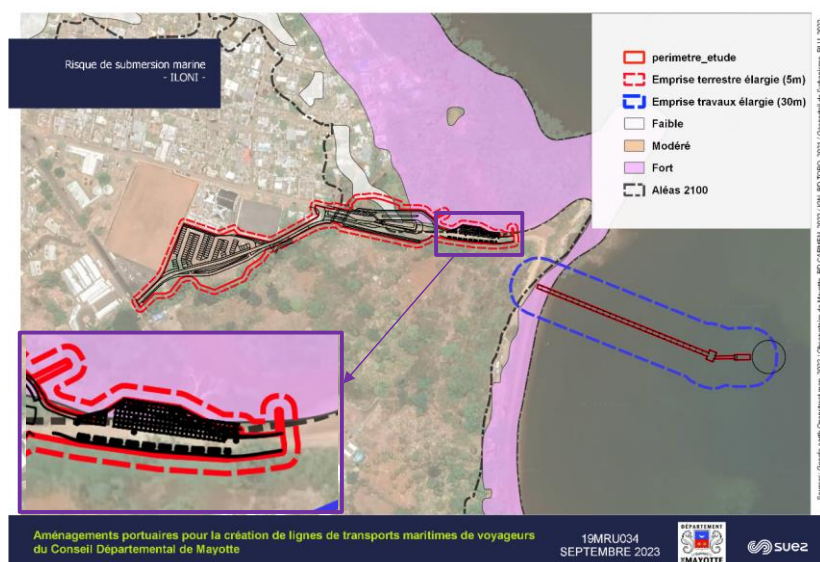 Risque de submersion marine
- ILONI -
perimetre_etude
Emprise terrestre élargie (5m)
Emprise travaux élargie (30m)
Faible
Modéré
Fort
Aléas 2100
Aménagements portuaires pour la création de lignes de transports maritimes de voyageurs
du Conseil Départemental de Mayotte
19MRU034
SEPTEMBRE 2023
DÉPARTEMENT
MAYOTTE
suez